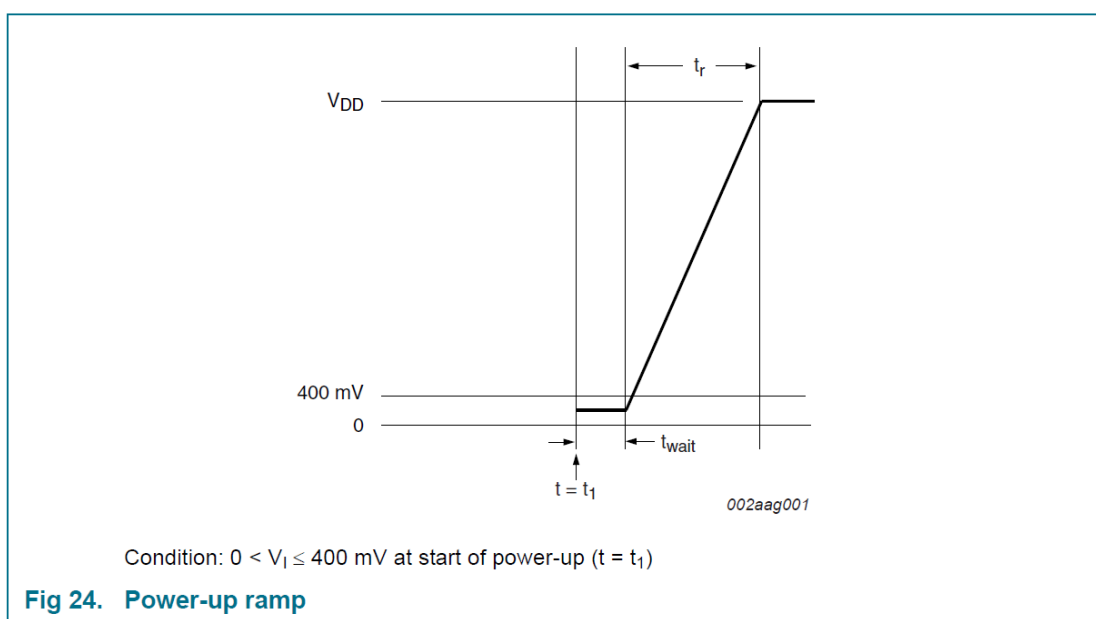 tr
VDD
400 mV
0
twait
t = t1
002aag001
Condition: 0 < VI ≤ 400 mV at start of power-up (t = t1)
Fig 24. Power-up ramp